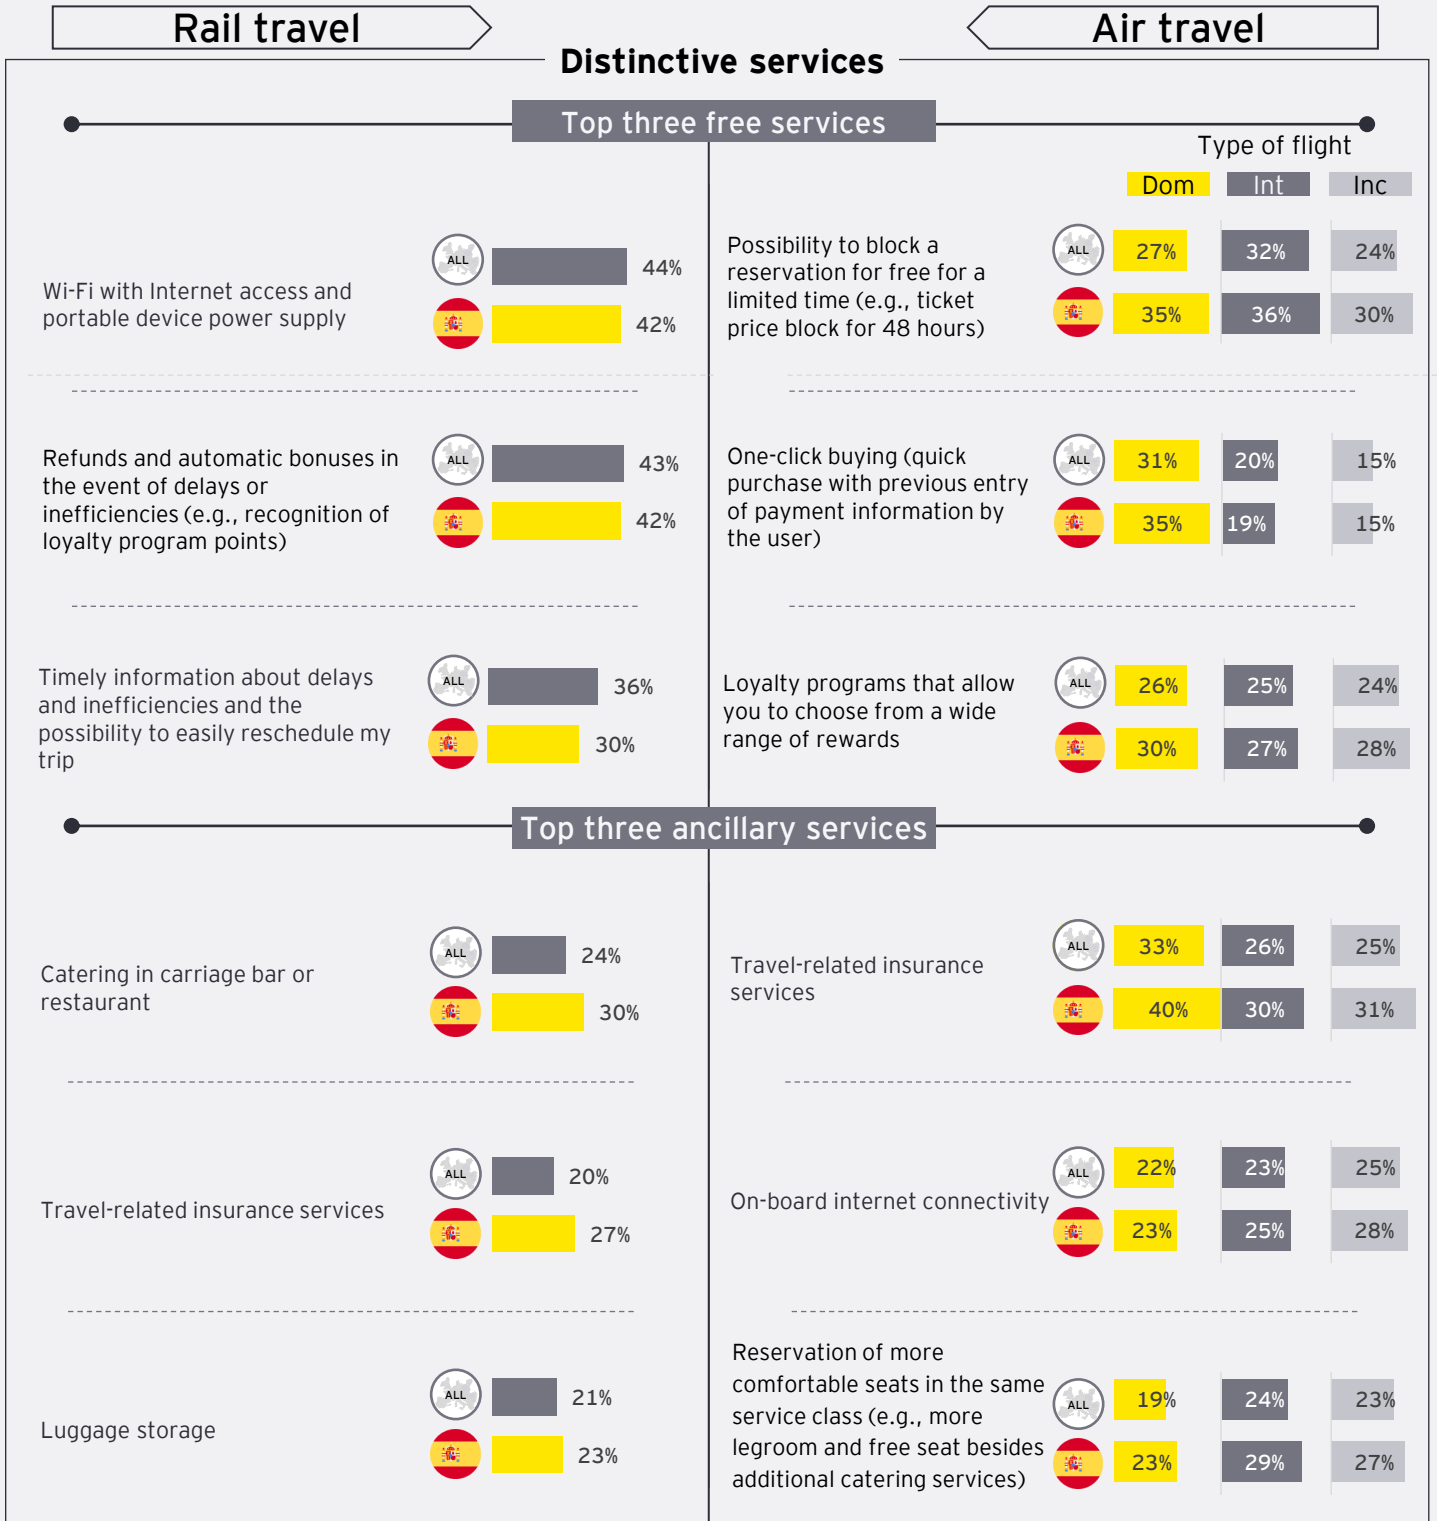 Rail travel
Air travel
Distinctive services
Top three free services
Type of flight
Dom
Int
Inc
Wi-Fi with Internet access and
portable device power supply
ALL
44%
42%
Possibility to block a
reservation for free for a
limited time (e.g., ticket
price block for 48 hours)
ALL
27%
32%
24%
35%
36%
30%
Refunds and automatic bonuses in
the event of delays or
inefficiencies (e.g., recognition of
loyalty program points)
ALL
43%
42%
One-click buying (quick
purchase with previous entry
of payment information by
the user)
ALL
31%
20%
15%
35%
19%
15%
Timely information about delays
and inefficiencies and the
possibility to easily reschedule my
trip
ALL
36%
30%
Loyalty programs that allow
you to choose from a wide
range of rewards
ALL
26%
25%
24%
30%
27%
28%
Top three ancillary services
Catering in carriage bar or
restaurant
ALL
24%
30%
Travel-related insurance
services
ALL
33%
26%
25%
40%
30%
31%
Travel-related insurance services
ALL
20%
27%
On-board internet connectivity
ALL
22%
23%
25%
23%
25%
28%
Luggage storage
ALL
21%
23%
Reservation of more
comfortable seats in the same
service class (e.g., more
legroom and free seat besides
additional catering services)
ALL
19%
24%
23%
23%
29%
27%